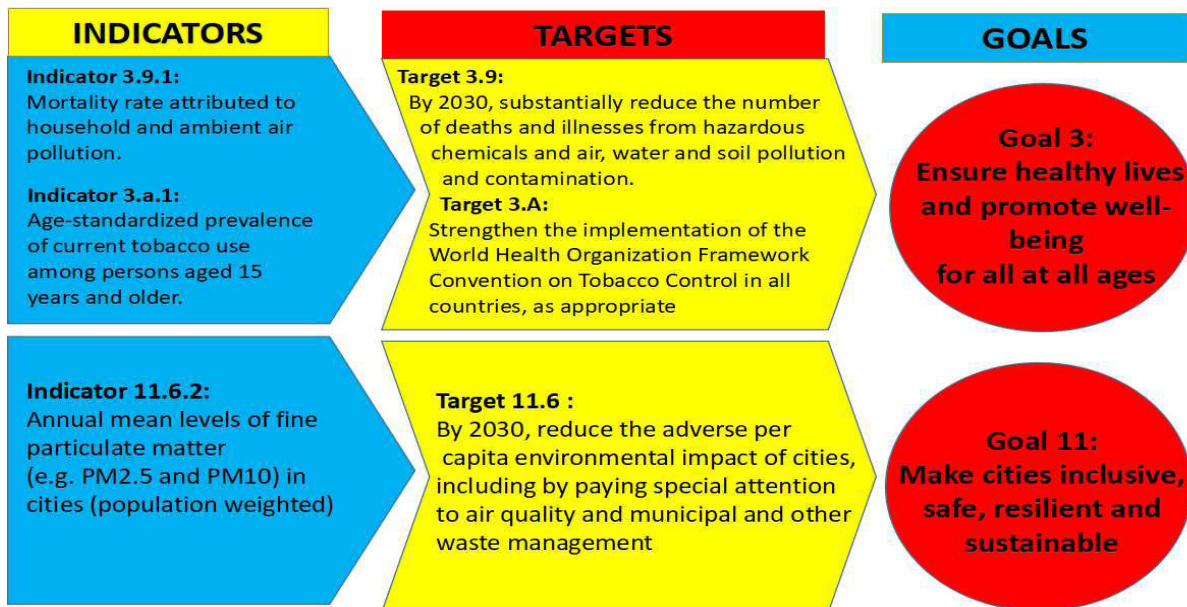 INDICATORS
Indicator 3.9.1:
Mortality rate attributed to
household and ambient air
pollution.
Indicator 3.a.1:
Age-standardized prevalence
of current tobacco use
among persons aged 15
years and older.
TARGETS
Target 3.9:
By 2030, substantially reduce the number
of deaths and illnesses from hazardous
chemicals and air, water and soil pollution
and contamination.
Target 3.A:
Strengthen the implementation of the
World Health Organization Framework
Convention on Tobacco Control in all
countries, as appropriate
GOALS
Goal 3:
Ensure healthy lives
and promote well-
being
for all at all ages
Indicator 11.6.2:
Annual mean levels of fine
particulate matter
(e.g. PM2.5 and PM10) in
cities (population weighted)
Target 11.6 :
By 2030, reduce the adverse per
capita environmental impact of cities,
including by paying special attention
to air quality and municipal and other
waste management
Goal 11:
Make cities inclusive,
safe, resilient and
sustainable